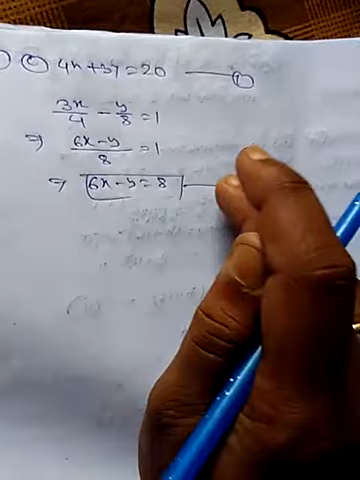 c 4x + 3y = 20 — 1
3x/4 - y/8 = 1
⇒ 6x - y/8 = 1
⇒ 6x - y = 8 —